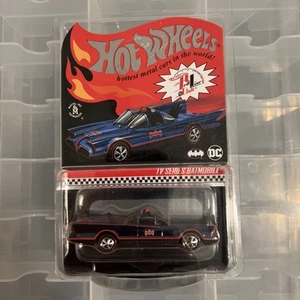 HOT WHEELS
hottest metal cars in the world!
DC
TV SERIES BATMOBILE